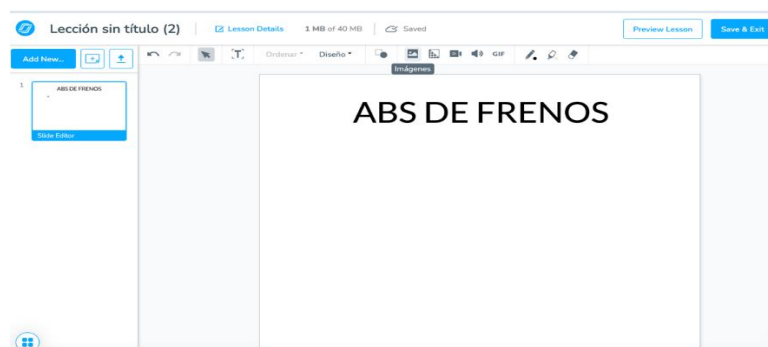 Lección sin título (2) Lesson Details 1 MB of 40 MB Saved Preview Lesson Save & Exit
Add New... Ordenar Diseño GIF
Imágenes
1
ABS DE FRENOS
Slide Editor
ABS DE FRENOS